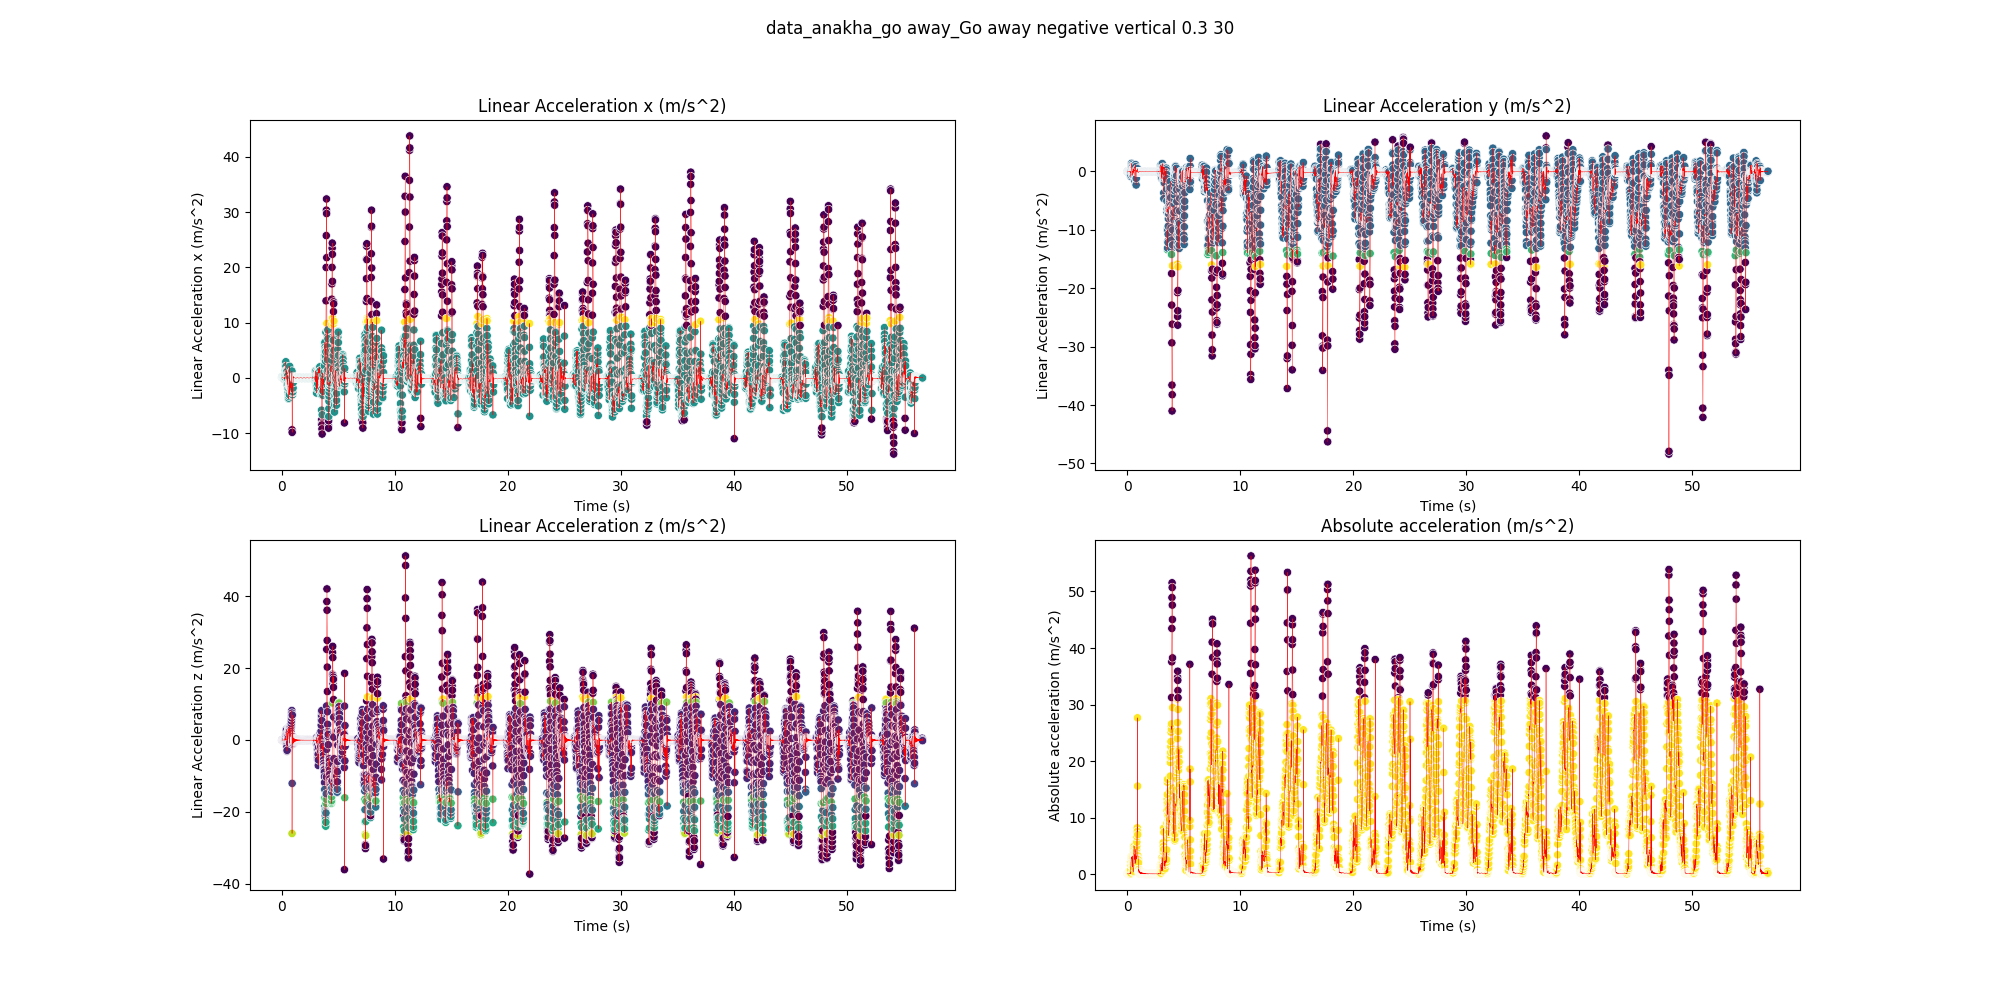 data_anakha_go away_Go away negative vertical 0.3 30
Linear Acceleration x (m/s^2)
Linear Acceleration x (m/s^2)
40
30
20
10
0
−10
0 10 20 30 40 50
Time (s)
Linear Acceleration y (m/s^2)
Linear Acceleration y (m/s^2)
0
−10
−20
−30
−40
−50
0 10 20 30 40 50
Time (s)
Linear Acceleration z (m/s^2)
Linear Acceleration z (m/s^2)
40
20
0
−20
−40
0 10 20 30 40 50
Time (s)
Absolute acceleration (m/s^2)
Absolute acceleration (m/s^2)
50
40
30
20
10
0
0 10 20 30 40 50
Time (s)